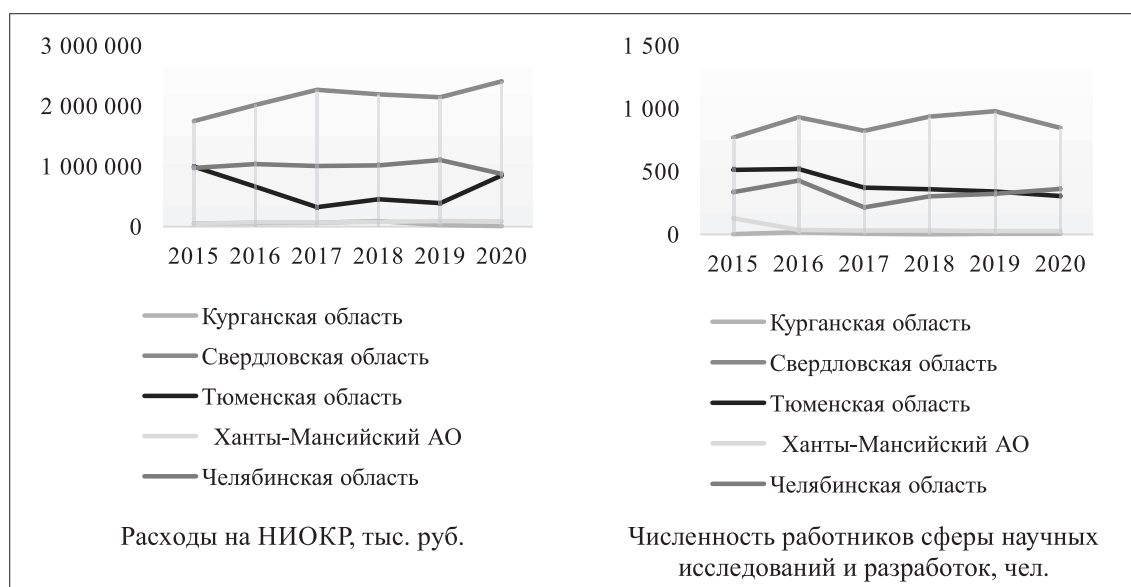 3 000 000
2 000 000
1 000 000
0
2015 2016 2017 2018 2019 2020
Курганская область
Свердловская область
Тюменская область
Ханты-Мансийский АО
Челябинская область
Расходы на НИОКР, тыс. руб.
1 500
1 000
500
0
2015 2016 2017 2018 2019 2020
Курганская область
Свердловская область
Тюменская область
Ханты-Мансийский АО
Челябинская область
Численность работников сферы научных
исследований и разработок, чел.